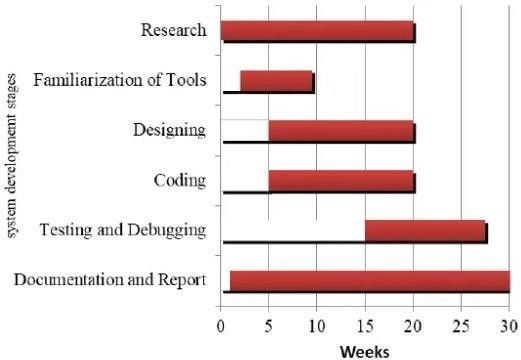 system developmemt stages
Research
Familiarization of Tools
Designing
Coding
Testing and Debugging
Documentation and Report
0 5 10 15 20 25 30
Weeks